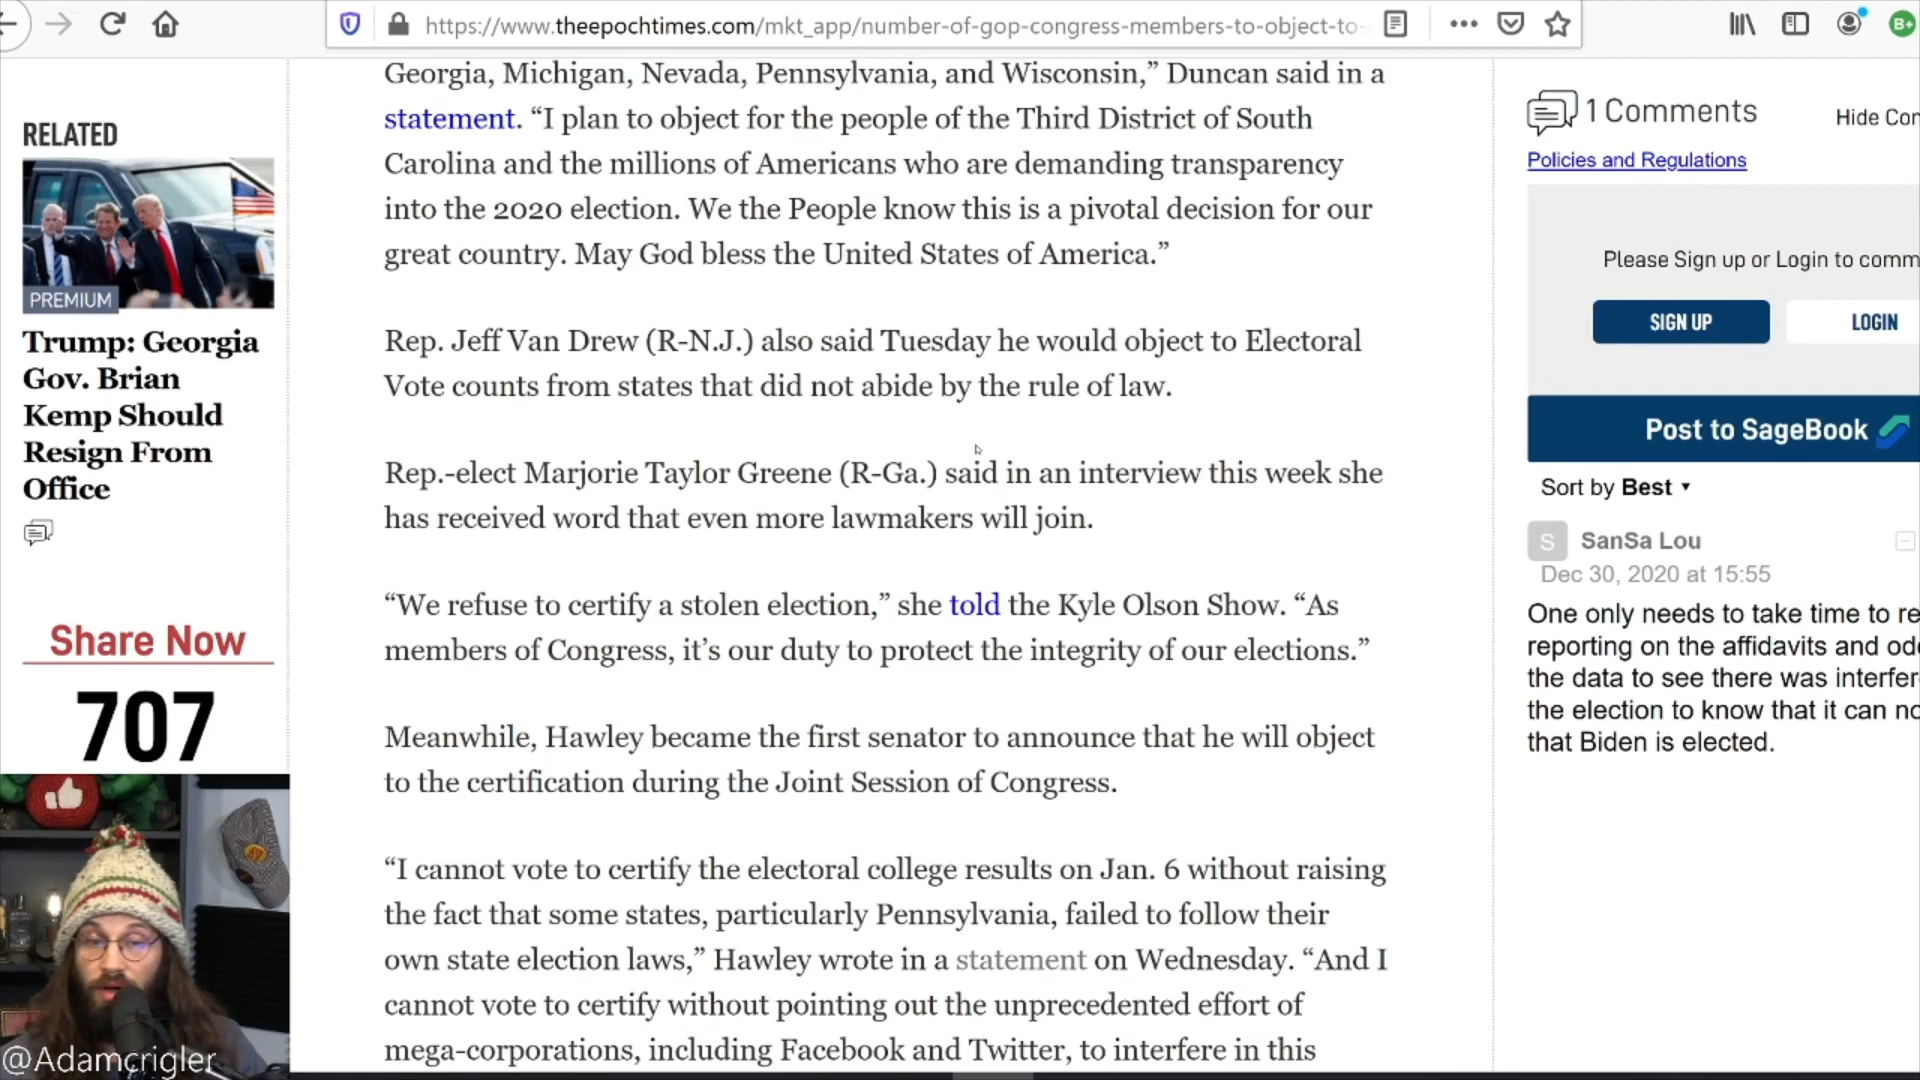 https://www.theepochtimes.com/mkt_app/number-of-gop-congress-members-to-object-to-
B+
Georgia, Michigan, Nevada, Pennsylvania, and Wisconsin,” Duncan said in a
statement. “I plan to object for the people of the Third District of South
Carolina and the millions of Americans who are demanding transparency
into the 2020 election. We the People know this is a pivotal decision for our
great country. May God bless the United States of America.”
Rep. Jeff Van Drew (R-N.J.) also said Tuesday he would object to Electoral
Vote counts from states that did not abide by the rule of law.
Rep.-elect Marjorie Taylor Greene (R-Ga.) said in an interview this week she
has received word that even more lawmakers will join.
“We refuse to certify a stolen election,” she told the Kyle Olson Show. “As
members of Congress, it’s our duty to protect the integrity of our elections.”
Meanwhile, Hawley became the first senator to announce that he will object
to the certification during the Joint Session of Congress.
“I cannot vote to certify the electoral college results on Jan. 6 without raising
the fact that some states, particularly Pennsylvania, failed to follow their
own state election laws,” Hawley wrote in a statement on Wednesday. “And I
cannot vote to certify without pointing out the unprecedented effort of
mega-corporations, including Facebook and Twitter, to interfere in this
RELATED
PREMIUM
Trump: Georgia
Gov. Brian
Kemp Should
Resign From
Office
Share Now
707
@Adamcrigler
1 Comments
Hide Con
Policies and Regulations
Please Sign up or Login to comm
SIGN UP
LOGIN
Post to SageBook
Sort by Best
S
SanSa Lou
Dec 30, 2020 at 15:55
One only needs to take time to re
reporting on the affidavits and od
the data to see there was interfer
the election to know that it can no
that Biden is elected.